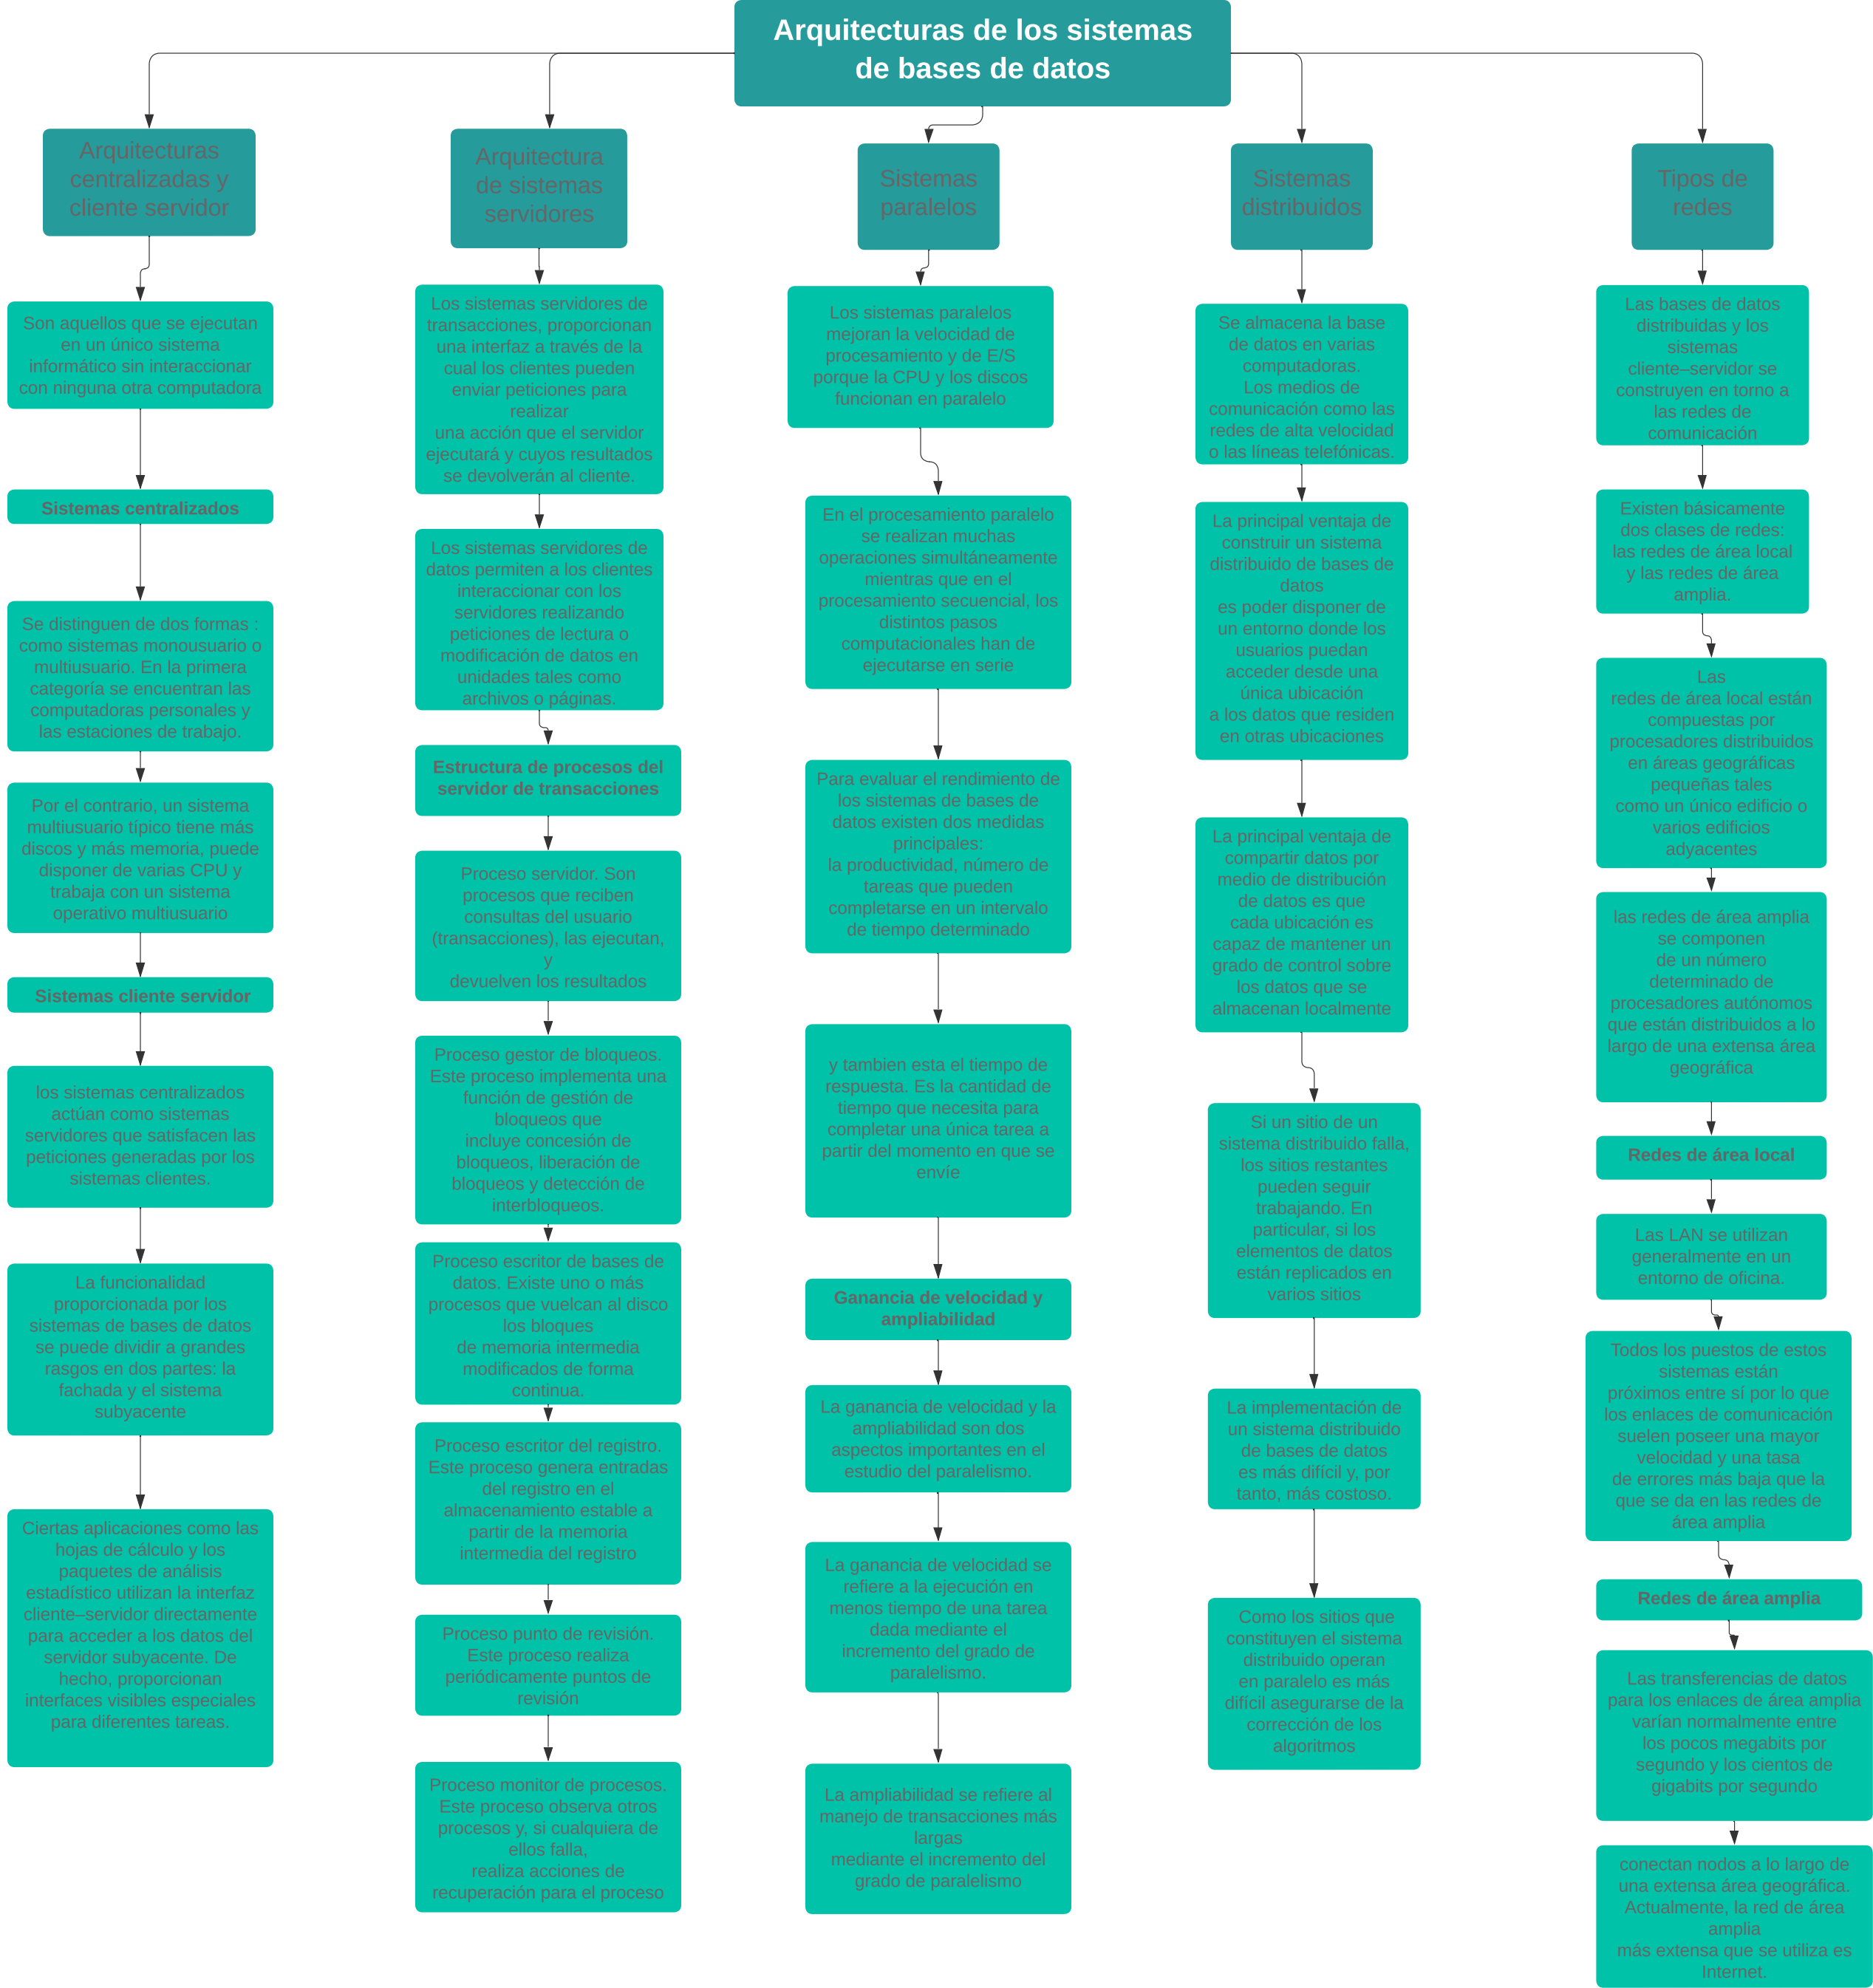 Arquitecturas de los sistemas
de bases de datos
Arquitecturas
centralizadas y
cliente servidor
Son aquellos que se ejecutan
en un único sistema
informático sin interaccionar
con ninguna otra computadora
Sistemas centralizados
Se distinguen de dos formas :
como sistemas monousuario o
multiusuario. En la primera
categoría se encuentran las
computadoras personales y
las estaciones de trabajo.
Por el contrario, un sistema
multiusuario típico tiene más
discos y más memoria, puede
disponer de varias CPU y
trabaja con un sistema
operativo multiusuario
Sistemas cliente servidor
los sistemas centralizados
actúan como sistemas
servidores que satisfacen las
peticiones generadas por los
sistemas clientes.
La funcionalidad
proporcionada por los
sistemas de bases de datos
se puede dividir a grandes
rasgos en dos partes: la
fachada y el sistema
subyacente
Ciertas aplicaciones como las
hojas de cálculo y los
paquetes de análisis
estadístico utilizan la interfaz
cliente–servidor directamente
para acceder a los datos del
servidor subyacente. De
hecho, proporcionan
interfaces visibles especiales
para diferentes tareas.
Arquitectura
de sistemas
servidores
Los sistemas servidores de
transacciones, proporcionan
una interfaz a través de la
cual los clientes pueden
enviar peticiones para
realizar
una acción que el servidor
ejecutará y cuyos resultados
se devolverán al cliente.
Los sistemas servidores de
datos permiten a los clientes
interaccionar con los
servidores realizando
peticiones de lectura o
modificación de datos en
unidades tales como
archivos o páginas.
Estructura de procesos del
servidor de transacciones
Proceso servidor. Son
procesos que reciben
consultas del usuario
(transacciones), las ejecutan,
y
devuelven los resultados
Proceso gestor de bloqueos.
Este proceso implementa una
función de gestión de
bloqueos que
incluye concesión de
bloqueos, liberación de
bloqueos y detección de
interbloqueos.
Proceso escritor de bases de
datos. Existe uno o más
procesos que vuelcan al disco
los bloques
de memoria intermedia
modificados de forma
continua.
Proceso escritor del registro.
Este proceso genera entradas
del registro en el
almacenamiento estable a
partir de la memoria
intermedia del registro
Proceso punto de revisión.
Este proceso realiza
periódicamente puntos de
revisión
Proceso monitor de procesos.
Este proceso observa otros
procesos y, si cualquiera de
ellos falla,
realiza acciones de
recuperación para el proceso
Sistemas
paralelos
Los sistemas paralelos
mejoran la velocidad de
procesamiento y de E/S
porque la CPU y los discos
funcionan en paralelo
En el procesamiento paralelo
se realizan muchas
operaciones simultáneamente
mientras que en el
procesamiento secuencial, los
distintos pasos
computacionales han de
ejecutarse en serie
Para evaluar el rendimiento de
los sistemas de bases de
datos existen dos medidas
principales:
la productividad, número de
tareas que pueden
completarse en un intervalo
de tiempo determinado
y tambien esta el tiempo de
respuesta. Es la cantidad de
tiempo que necesita para
completar una única tarea a
partir del momento en que se
envíe
Ganancia de velocidad y
ampliabilidad
La ganancia de velocidad y la
ampliabilidad son dos
aspectos importantes en el
estudio del paralelismo.
La ganancia de velocidad se
refiere a la ejecución en
menos tiempo de una tarea
dada mediante el
incremento del grado de
paralelismo.
La ampliabilidad se refiere al
manejo de transacciones más
largas
mediante el incremento del
grado de paralelismo
Sistemas
distribuidos
Se almacena la base
de datos en varias
computadoras.
Los medios de
comunicación como las
redes de alta velocidad
o las líneas telefónicas.
La principal ventaja de
construir un sistema
distribuido de bases de
datos
es poder disponer de
un entorno donde los
usuarios puedan
acceder desde una
única ubicación
a los datos que residen
en otras ubicaciones
La principal ventaja de
compartir datos por
medio de distribución
de datos es que
cada ubicación es
capaz de mantener un
grado de control sobre
los datos que se
almacenan localmente
Si un sitio de un
sistema distribuido falla,
los sitios restantes
pueden seguir
trabajando. En
particular, si los
elementos de datos
están replicados en
varios sitios
La implementación de
un sistema distribuido
de bases de datos
es más difícil y, por
tanto, más costoso.
Como los sitios que
constituyen el sistema
distribuido operan
en paralelo es más
difícil asegurarse de la
corrección de los
algoritmos
Tipos de
redes
Las bases de datos
distribuidas y los
sistemas
cliente–servidor se
construyen en torno a
las redes de
comunicación
Existen básicamente
dos clases de redes:
las redes de área local
y las redes de área
amplia.
Las
redes de área local están
compuestas por
procesadores distribuidos
en áreas geográficas
pequeñas tales
como un único edificio o
varios edificios
adyacentes
las redes de área amplia
se componen
de un número
determinado de
procesadores autónomos
que están distribuidos a lo
largo de una extensa área
geográfica
Redes de área local
Las LAN se utilizan
generalmente en un
entorno de oficina.
Todos los puestos de estos
sistemas están
próximos entre sí por lo que
los enlaces de comunicación
suelen poseer una mayor
velocidad y una tasa
de errores más baja que la
que se da en las redes de
área amplia
Redes de área amplia
Las transferencias de datos
para los enlaces de área amplia
varían normalmente entre
los pocos megabits por
segundo y los cientos de
gigabits por segundo
conectan nodos a lo largo de
una extensa área geográfica.
Actualmente, la red de área
amplia
más extensa que se utiliza es
Internet.